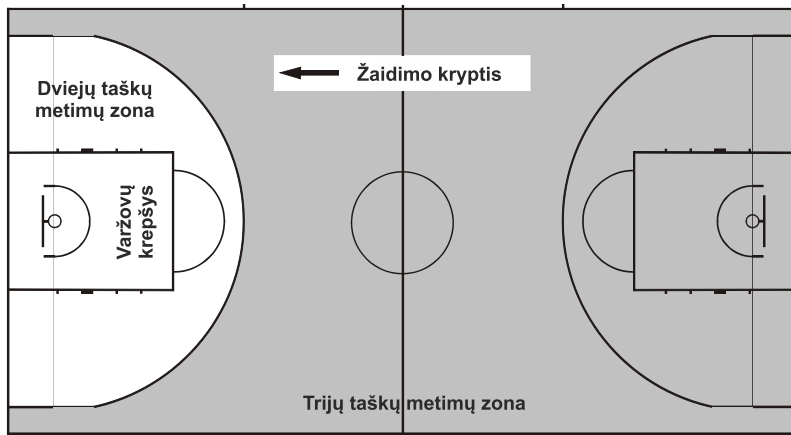 Žaidimo kryptis
Dviejų taškų
metimų zona
Varžovų
krepšys
Trijų taškų metimų zona